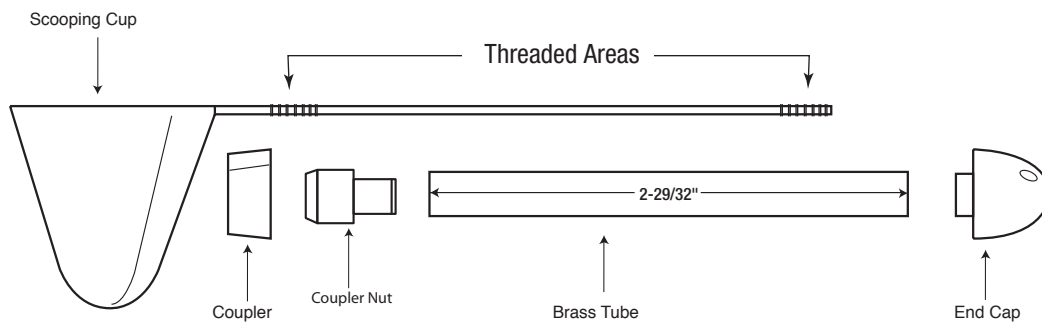 Scooping Cup
Threaded Areas
2-29/32"
Coupler
Coupler Nut
Brass Tube
End Cap